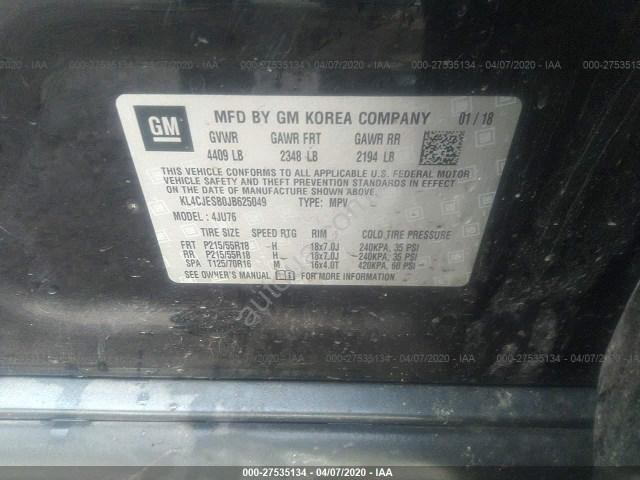 000-27535134 - 04/07/2020 - IAA
GM
MFD BY GM KOREA COMPANY 01 / 18
GVWR GAWR FRT GAWR RR
4409 LB 2348 LB 2194 LB
THIS VEHICLE CONFORMS TO ALL APPLICABLE U.S. FEDERAL MOTOR
VEHICLE SAFETY, BUMPER, AND THEFT PREVENTION STANDARDS IN EFFECT
ON THE DATE OF MANUFACTURE SHOWN ABOVE.
KL4CJESB0JB625049 TYPE: MPV
MODEL : 4JU76
TIRE SIZE SPEED RTG RIM COLD TIRE PRESSURE
FRT P215/55R18 -H 18x7.0J 240KPA, 35 PSI
RR P215/55R18 -H 18x7.0J 240KPA, 35 PSI
SPA T125/70R16 M 16x4.0T 420KPA, 60 PSI
SEE OWNER'S MANUAL FOR MORE INFORMATION.
000-27535134 - 04/07/2020 - IAA